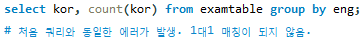 select kor, count(kor) from examtable group by eng;
# 처음 쿼리와 동일한 에러가 발생. 1대1 매칭이 되지 않음.